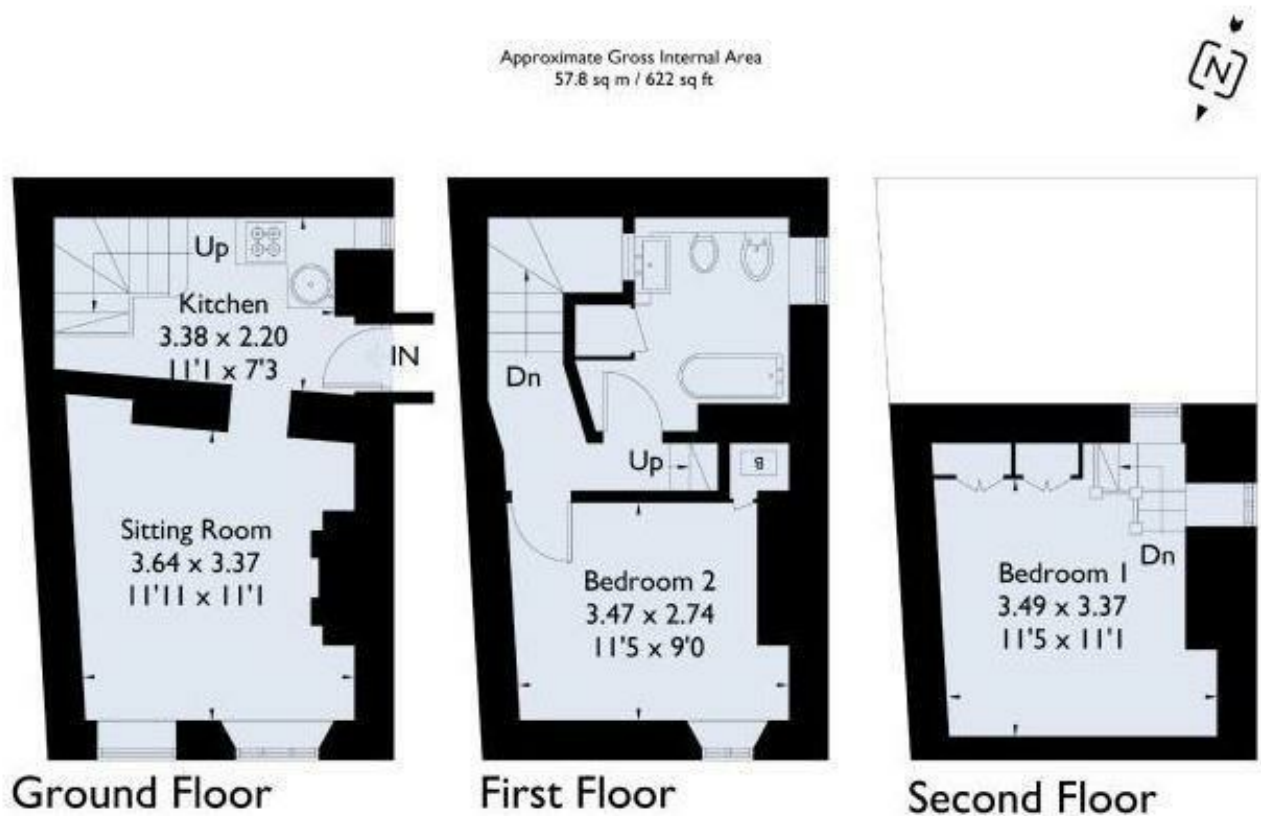 Approximate Gross Internal Area
57.8 sq m / 622 sq ft
N
Up
Kitchen
3.38 x 2.20
11'1 x 7'3
IN
Sitting Room
3.64 x 3.37
11'11 x 11'1
Ground Floor
Dn
Up
B
Bedroom 2
3.47 x 2.74
11'5 x 9'0
First Floor
Dn
Bedroom 1
3.49 x 3.37
11'5 x 11'1
Second Floor